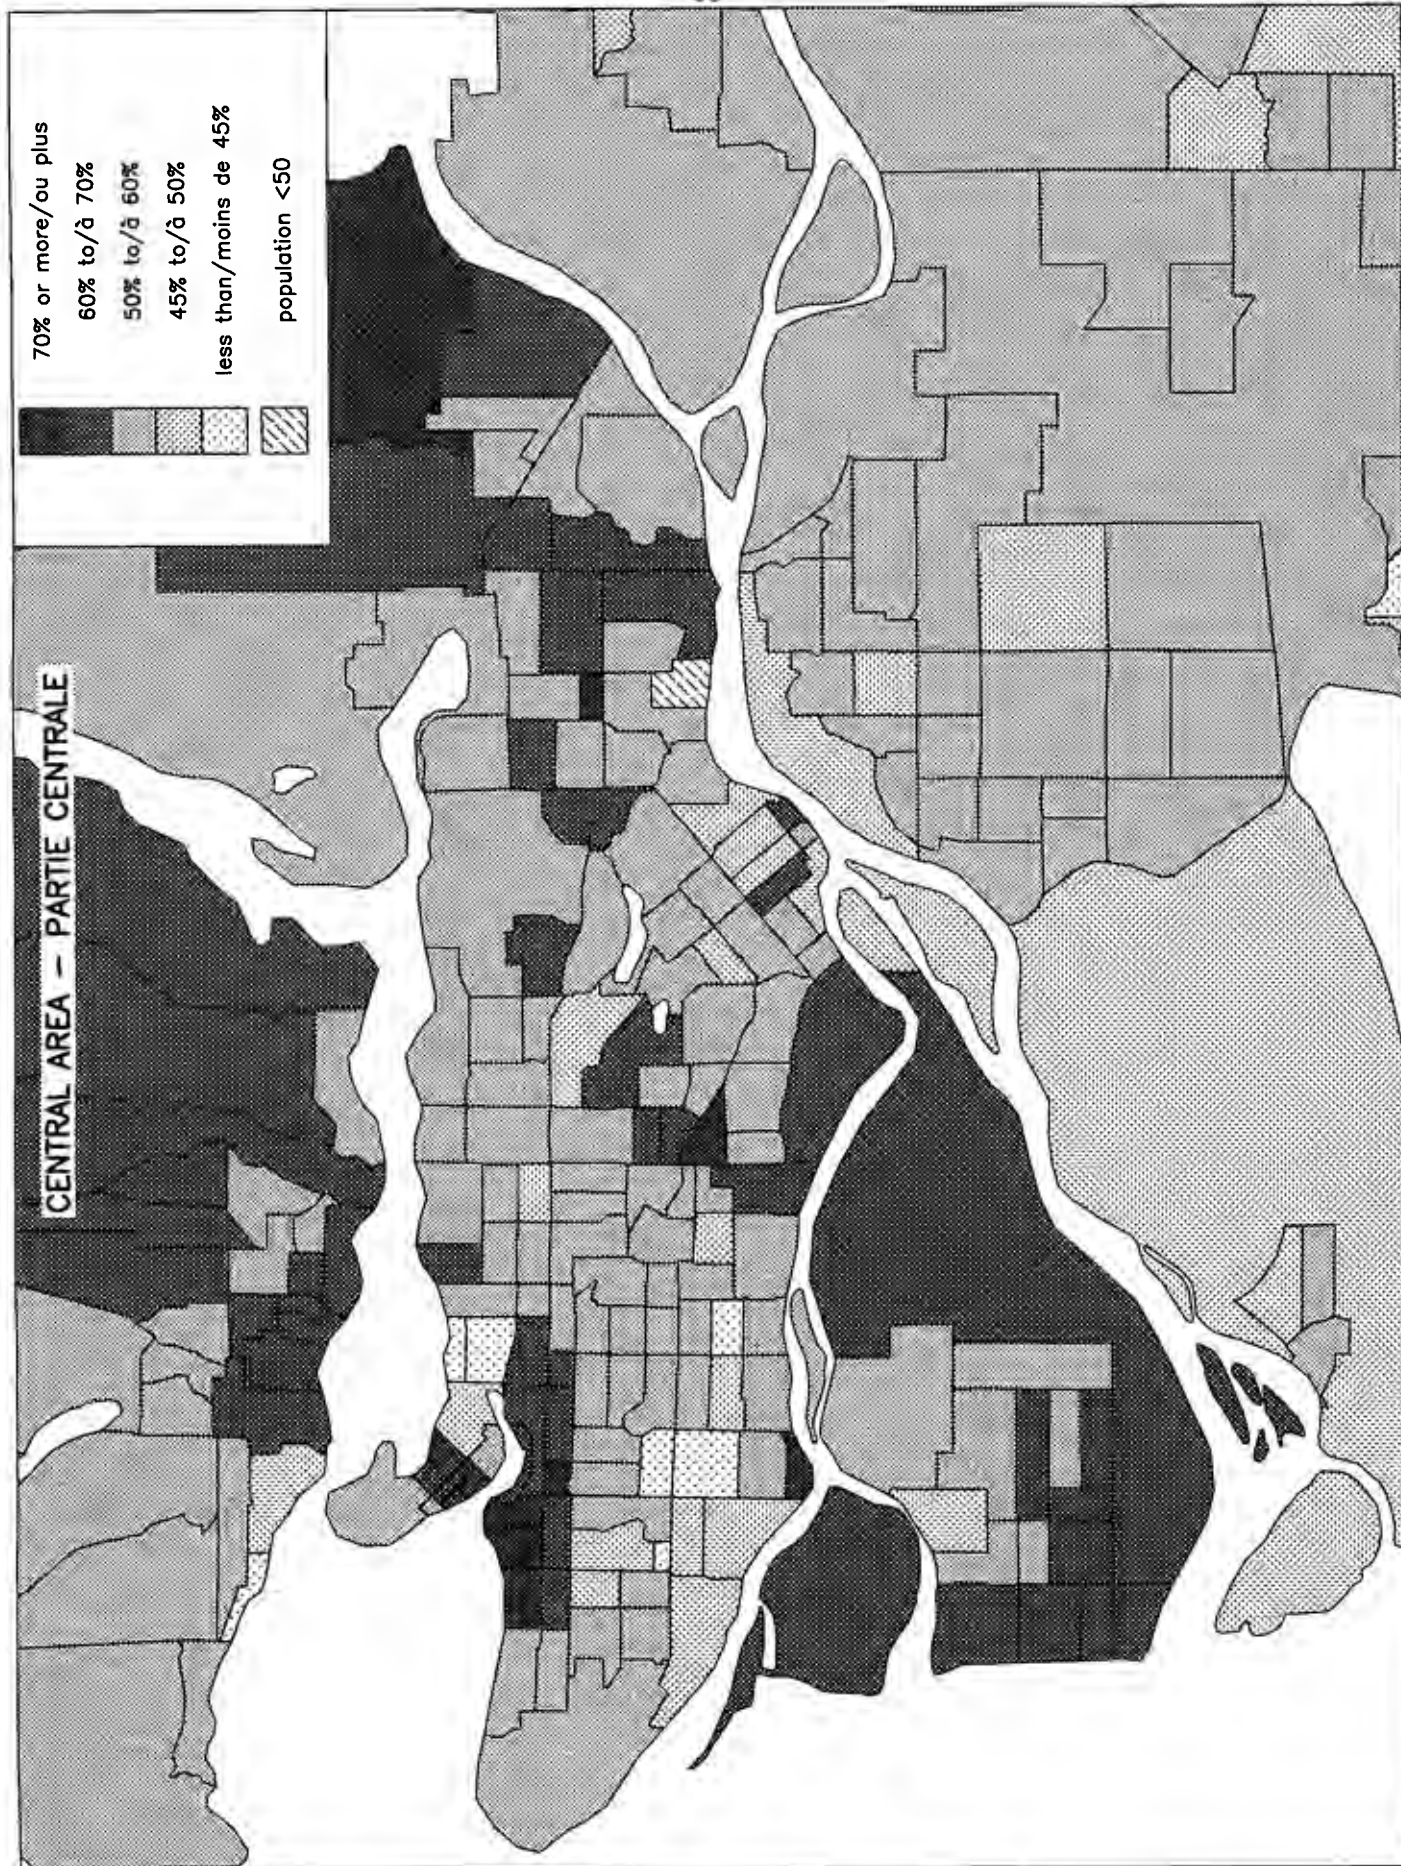 CENTRAL AREA – PARTIE CENTRALE
70% or more/ou plus
60% to/à 70%
50% to/à 60%
45% to/à 50%
less than/moins de 45%
population <50